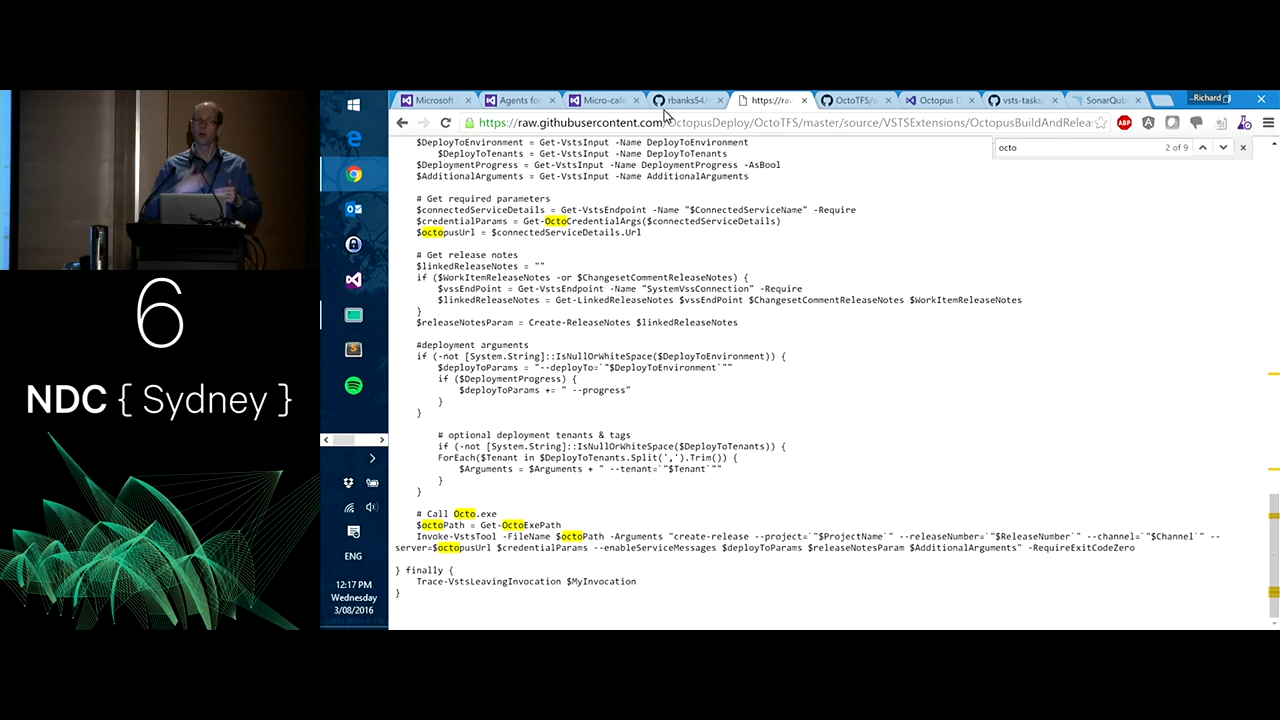 Microsoft
Agents for
Micro-cafe
rbanks54/
https://raw
OctoTFS/s
Octopus D
vsts-tasks
SonarQub
Richard
https://raw.githubusercontent.com/OctopusDeploy/OctoTFS/master/source/VSTSExtensions/OctopusBuildAndRelea
ABP
octo
2 of 9
$DeployToEnvironment = Get-VstsInput -Name DeployToEnvironment
$DeployToTenants = Get-VstsInput -Name DeployToTenants
$DeploymentProgress = Get-VstsInput -Name DeploymentProgress -AsBool
$AdditionalArguments = Get-VstsInput -Name AdditionalArguments
# Get required parameters
$connectedServiceDetails = Get-VstsEndpoint -Name "$ConnectedServiceName" -Require
$credentialParams = Get-OctoCredentialArgs($connectedServiceDetails)
$octopusUrl = $connectedServiceDetails.Url
# Get release notes
$linkedReleaseNotes = ""
if ($WorkItemReleaseNotes -or $ChangesetCommentReleaseNotes) {
$vssEndPoint = Get-VstsEndpoint -Name "SystemVssConnection" -Require
$linkedReleaseNotes = Get-LinkedReleaseNotes $vssEndPoint $ChangesetCommentReleaseNotes $WorkItemReleaseNotes
}
$releaseNotesParam = Create-ReleaseNotes $linkedReleaseNotes
#deployment arguments
if (-not [System.String]::IsNullOrWhiteSpace($DeployToEnvironment)) {
$deployToParams = "--deployTo=`"$DeployToEnvironment`""
if ($DeploymentProgress) {
$deployToParams += " --progress"
}
}
# optional deployment tenants & tags
if (-not [System.String]::IsNullOrWhiteSpace($DeployToTenants)) {
ForEach($Tenant in $DeployToTenants.Split(',').Trim()) {
$Arguments = $Arguments + " --tenant=`"$Tenant`""
}
}
# Call Octo.exe
$octoPath = Get-OctoExePath
Invoke-VstsTool -FileName $octoPath -Arguments "create-release --project=`"$ProjectName`" --releaseNumber=`"$ReleaseNumber`" --channel=`"$Channel`" --
server=$octopusUrl $credentialParams --enableServiceMessages $deployToParams $releaseNotesParam $AdditionalArguments" -RequireExitCodeZero
} finally {
Trace-VstsLeavingInvocation $MyInvocation
}
6
NDC { Sydney }
ENG
12:17 PM
Wednesday
3/08/2016